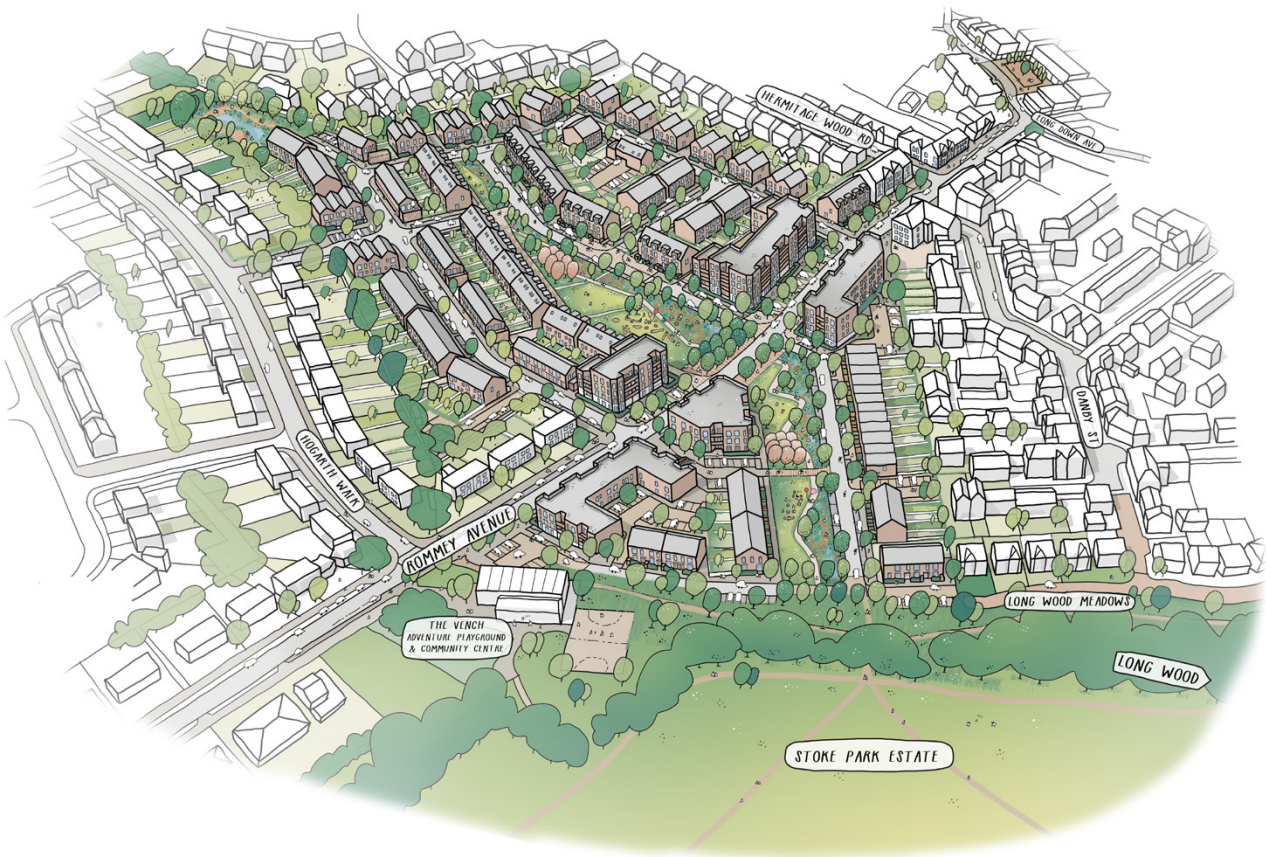 HERMITAGE WOOD RD
LONG DOWN AVE
DANBY ST
HOGARTH WALK
ROMMEY AVENUE
LONG WOOD MEADOWS
THE VENCH
ADVENTURE PLAYGROUND
& COMMUNITY CENTRE
LONG WOOD
STOKE PARK ESTATE